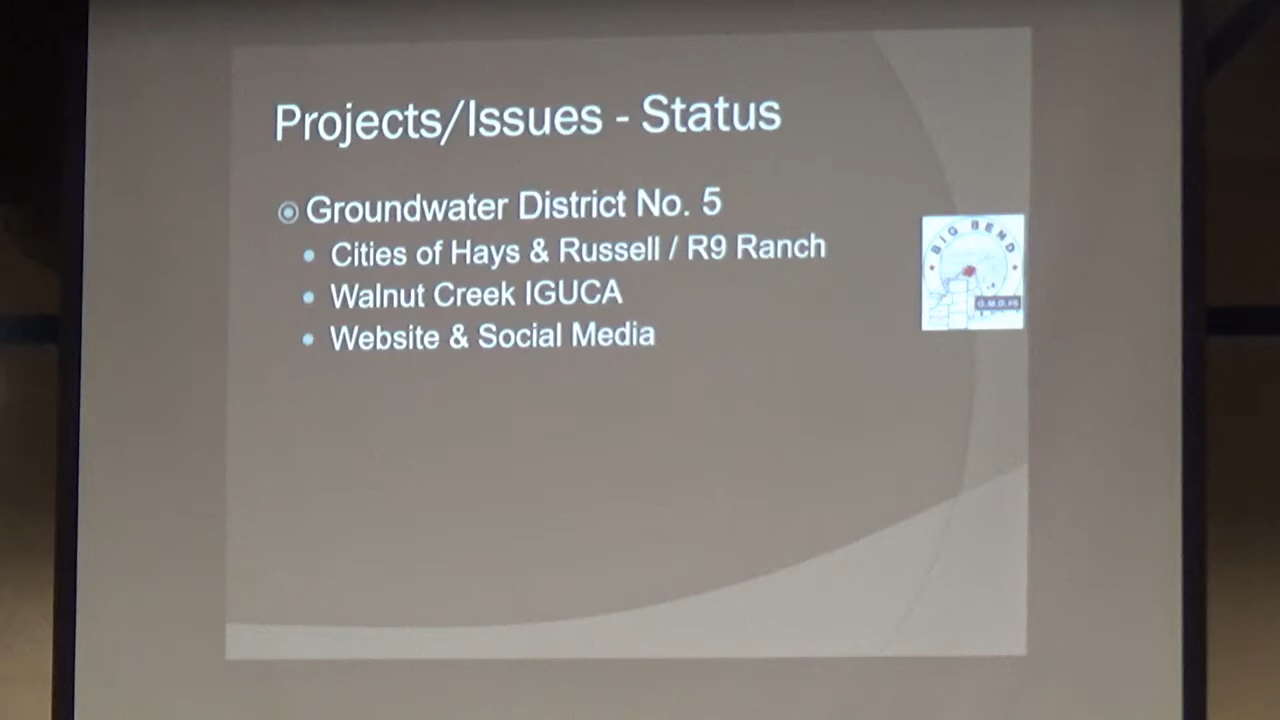 Projects/Issues - Status
Groundwater District No. 5
Cities of Hays & Russell / R9 Ranch
Walnut Creek IGUCA
Website & Social Media
BIG BEND
G.M.D.#5